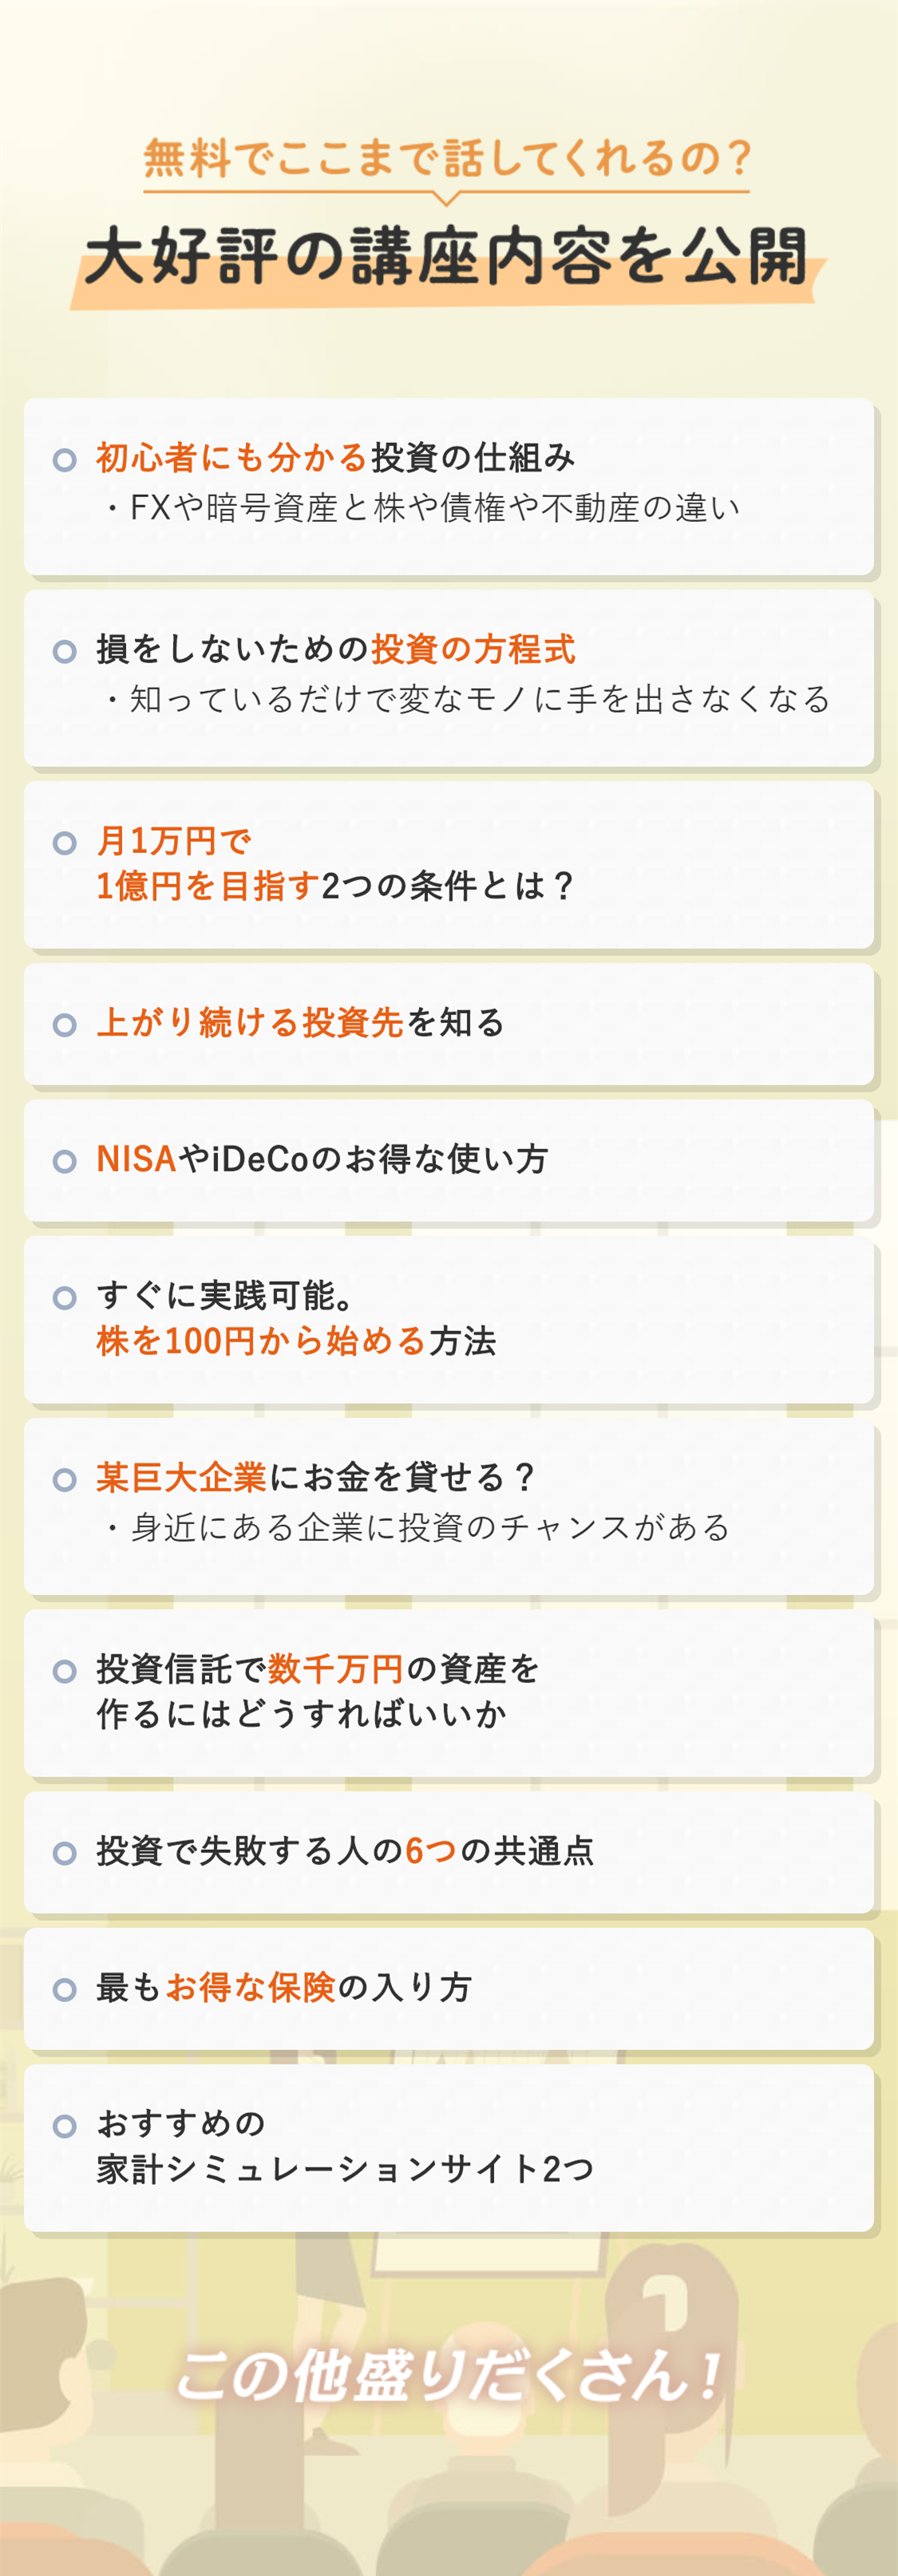 無料でここまで話してくれるの？
大好評の講座内容を公開
初心者にも分かる投資の仕組み
・FXや暗号資産と株や債権や不動産の違い
損をしないための投資の方程式
・知っているだけで変なモノに手を出さなくなる
月1万円で
1億円を目指す2つの条件とは？
上がり続ける投資先を知る
NISAやiDeCoのお得な使い方
すぐに実践可能。
株を100円から始める方法
某巨大企業にお金を貸せる？
・身近にある企業に投資のチャンスがある
投資信託で数千万円の資産を
作るにはどうすればいいか
投資で失敗する人の6つの共通点
最もお得な保険の入り方
おすすめの
家計シミュレーションサイト2つ
この他盛りだくさん！